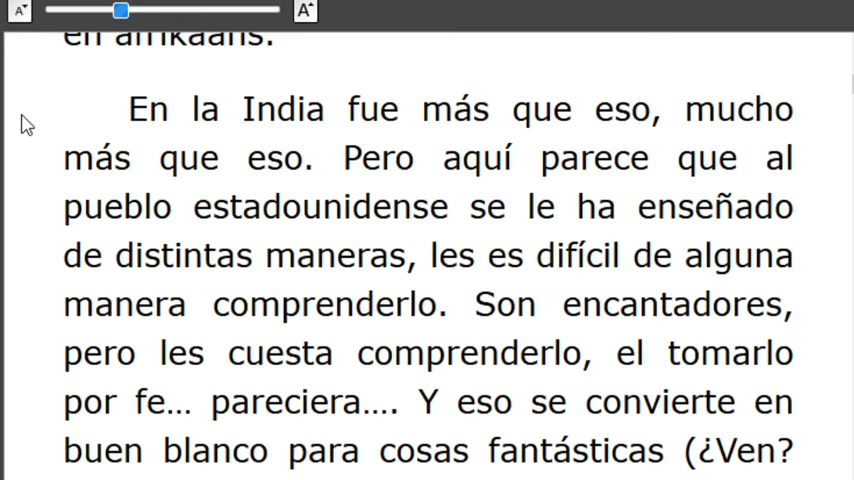 A
A
en afrikaans.
En la India fue más que eso, mucho
más que eso. Pero aquí parece que al
pueblo estadounidense se le ha enseñado
de distintas maneras, les es difícil de alguna
manera comprenderlo. Son encantadores,
pero les cuesta comprenderlo, el tomarlo
por fe… pareciera…. Y eso se convierte en
buen blanco para cosas fantásticas (¿Ven?